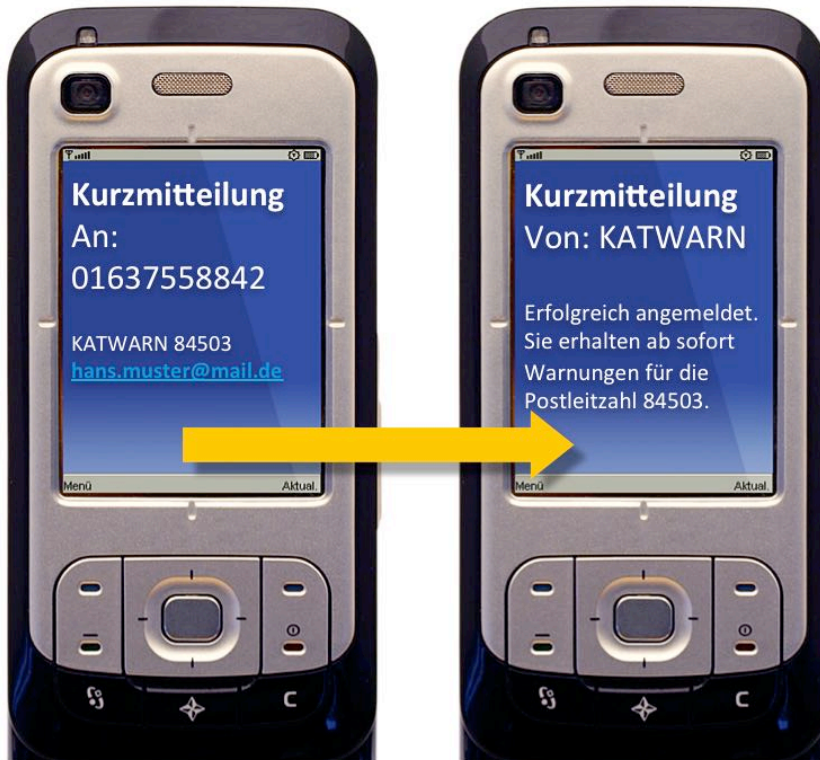 Kurzmitteilung
An:
01637558842
KATWARN 84503
hans.muster@mail.de
Menü
Aktual.
C
Kurzmitteilung
Von: KATWARN
Erfolgreich angemeldet.
Sie erhalten ab sofort
Warnungen für die
Postleitzahl 84503.
Menü
Aktual.
C